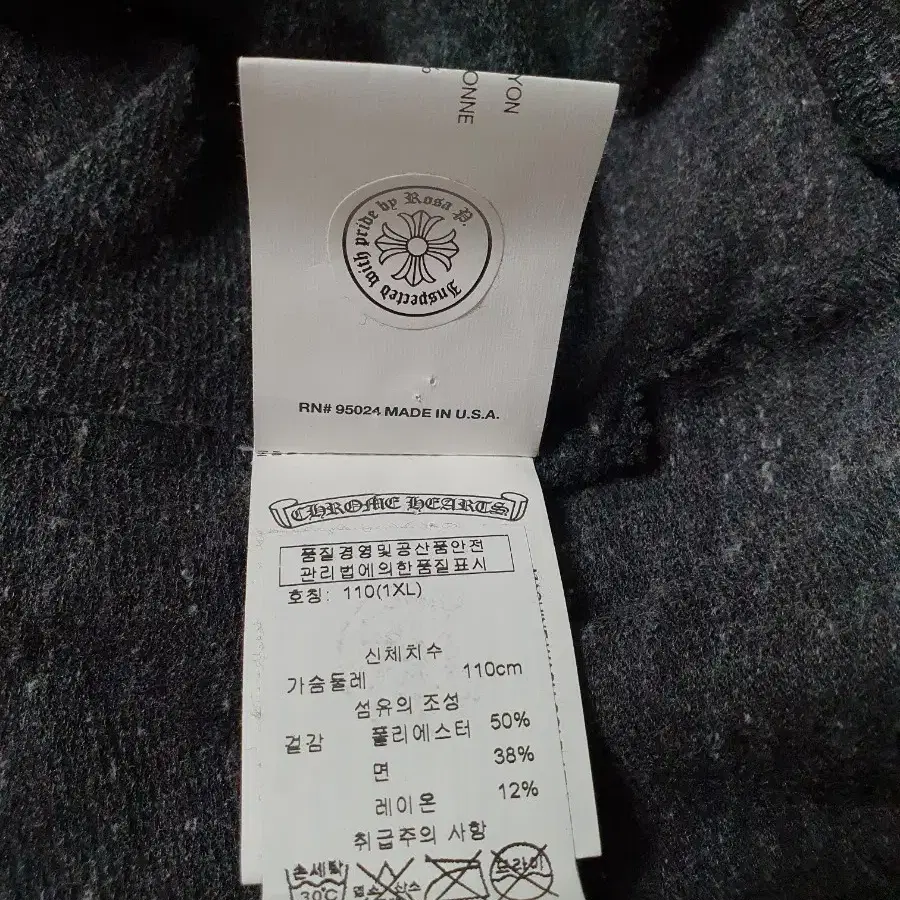 YON
ONNE
Inspected with pride by Rosa P.
RN# 95024 MADE IN U.S.A.
CHROME HEARTS
품질경영및공산품안전
관리법에의한품질표시
호칭: 110(1XL)
신체치수
가슴둘레 110cm
섬유의 조성
겉감 폴리에스터 50%
면 38%
레이온 12%
취급주의 사항
손세탁
30℃
드라이